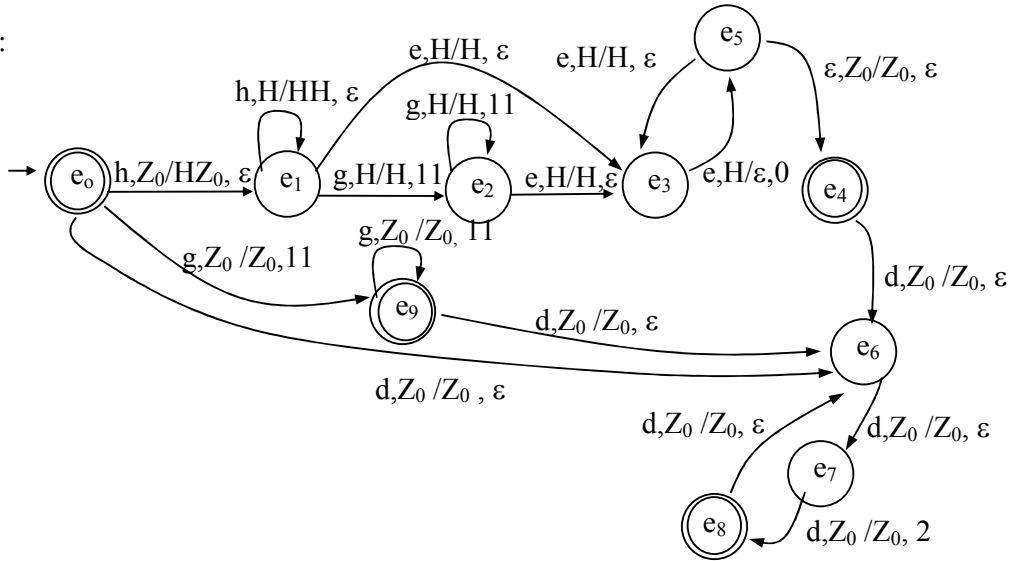 :
e₅
e,H/H, ε
e,H/H, ε
ε,Z₀/Z₀, ε
h,H/HH, ε
g,H/H,11
e₀
h,Z₀/HZ₀, ε
e₁
g,H/H,11
e₂
e,H/H,ε
e₃
e,H/ε,0
e₄
g,Z₀ /Z₀, 11
g,Z₀ /Z₀,11
d,Z₀ /Z₀, ε
e₉
d,Z₀ /Z₀, ε
e₆
d,Z₀ /Z₀ , ε
d,Z₀ /Z₀, ε
d,Z₀ /Z₀, ε
e₇
e₈
d,Z₀ /Z₀, 2